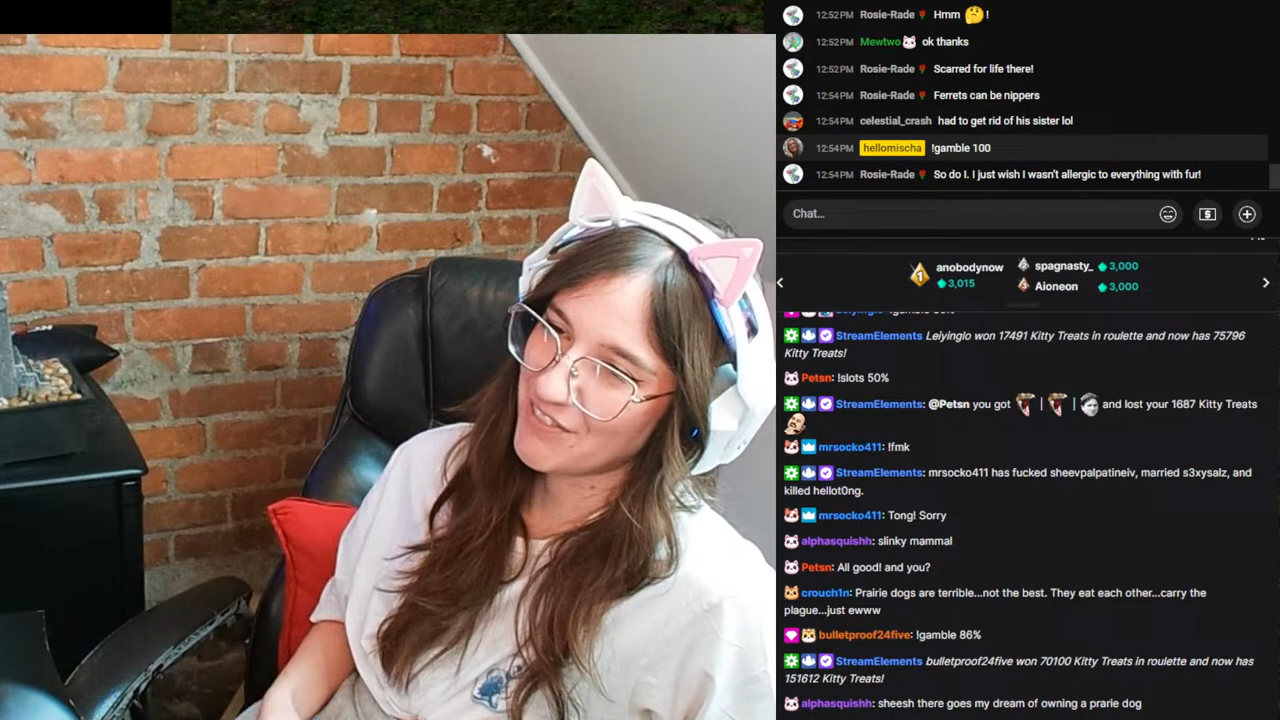 12:52PM Rosie-Rade Hmm !
12:52PM Mewtwo ok thanks
12:52PM Rosie-Rade Scarred for life there!
12:54PM Rosie-Rade Ferrets can be nippers
12:54PM celestial_crash had to get rid of his sister lol
12:54PM hellomischa !gamble 100
12:54PM Rosie-Rade So do I. I just wish I wasn't allergic to everything with fur!
Chat...
anobodynow
3,015
spagnasty_ 3,000
Aioneon 3,000
StreamElements Leiyinglo won 17491 Kitty Treats in roulette and now has 75796
Kitty Treats!
Petsn: !slots 50%
StreamElements: @Petsn you got | | and lost your 1687 Kitty Treats
mrsocko411: !fmk
StreamElements: mrsocko411 has fucked sheevpalpatineiv, married s3xysalz, and
killed hellot0ng.
mrsocko411: Tong! Sorry
alphasquishh: slinky mammal
Petsn: All good! and you?
crouch1n: Prairie dogs are terrible...not the best. They eat each other...carry the
plague...just ewww
bulletproof24five: !gamble 86%
StreamElements bulletproof24five won 70100 Kitty Treats in roulette and now has
151612 Kitty Treats!
alphasquishh: sheesh there goes my dream of owning a prarie dog